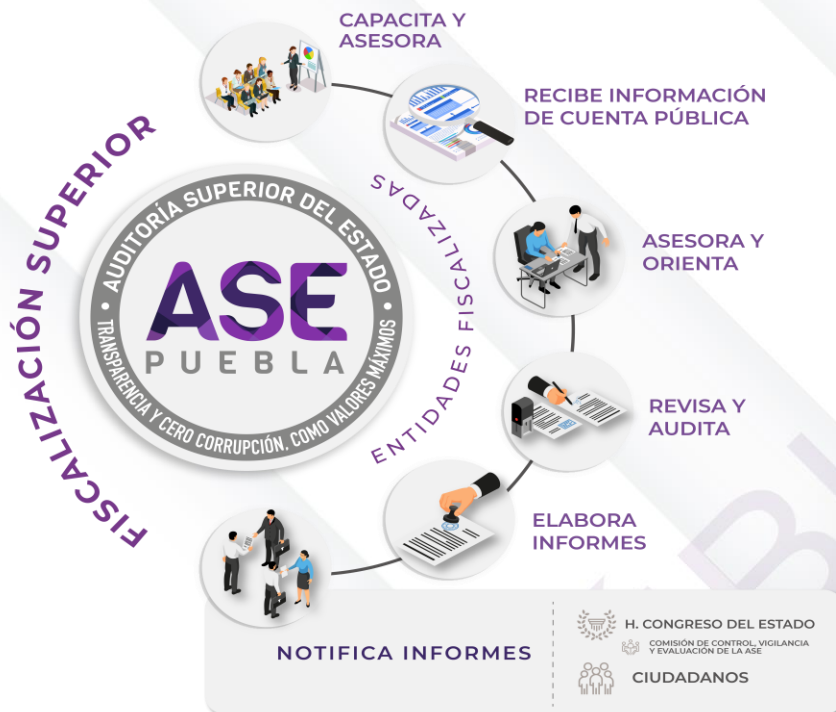 CAPACITA Y
ASESORA
RECIBE INFORMACIÓN
DE CUENTA PÚBLICA
ASESORA Y
ORIENTA
REVISA Y
AUDITA
ELABORA
INFORMES
FISCALIZACIÓN SUPERIOR
AUDITORÍA SUPERIOR DEL ESTADO
ASE
PUEBLA
TRANSPARENCIA Y CERO CORRUPCIÓN, COMO VALORES MÁXIMOS
ENTIDADES FISCALIZADAS
NOTIFICA INFORMES
H. CONGRESO DEL ESTADO
COMISIÓN DE CONTROL, VIGILANCIA
Y EVALUACIÓN DE LA ASE
CIUDADANOS